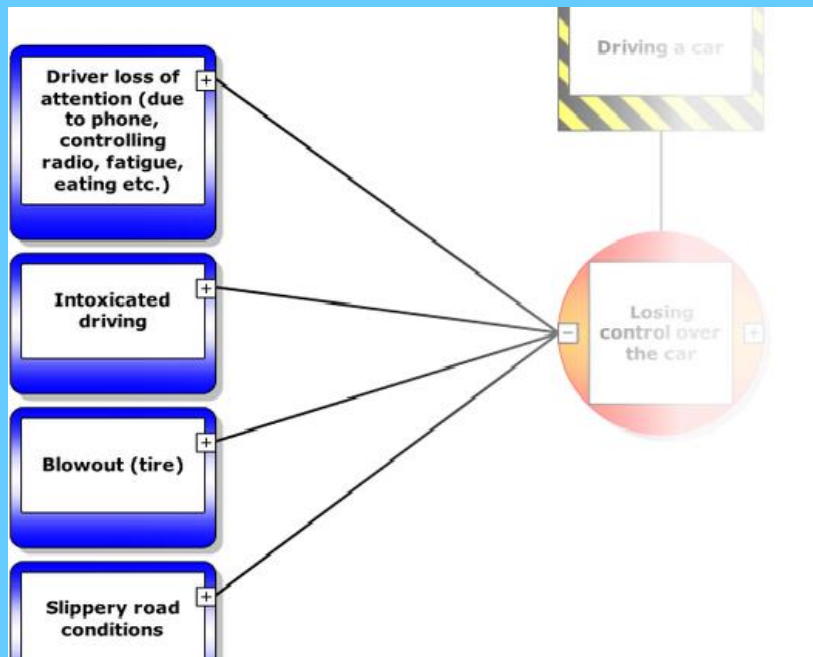 Driver loss of
attention (due
to phone,
controlling
radio, fatigue,
eating etc.)
Intoxicated
driving
Blowout (tire)
Slippery road
conditions
Driving a car
Losing
control over
the car